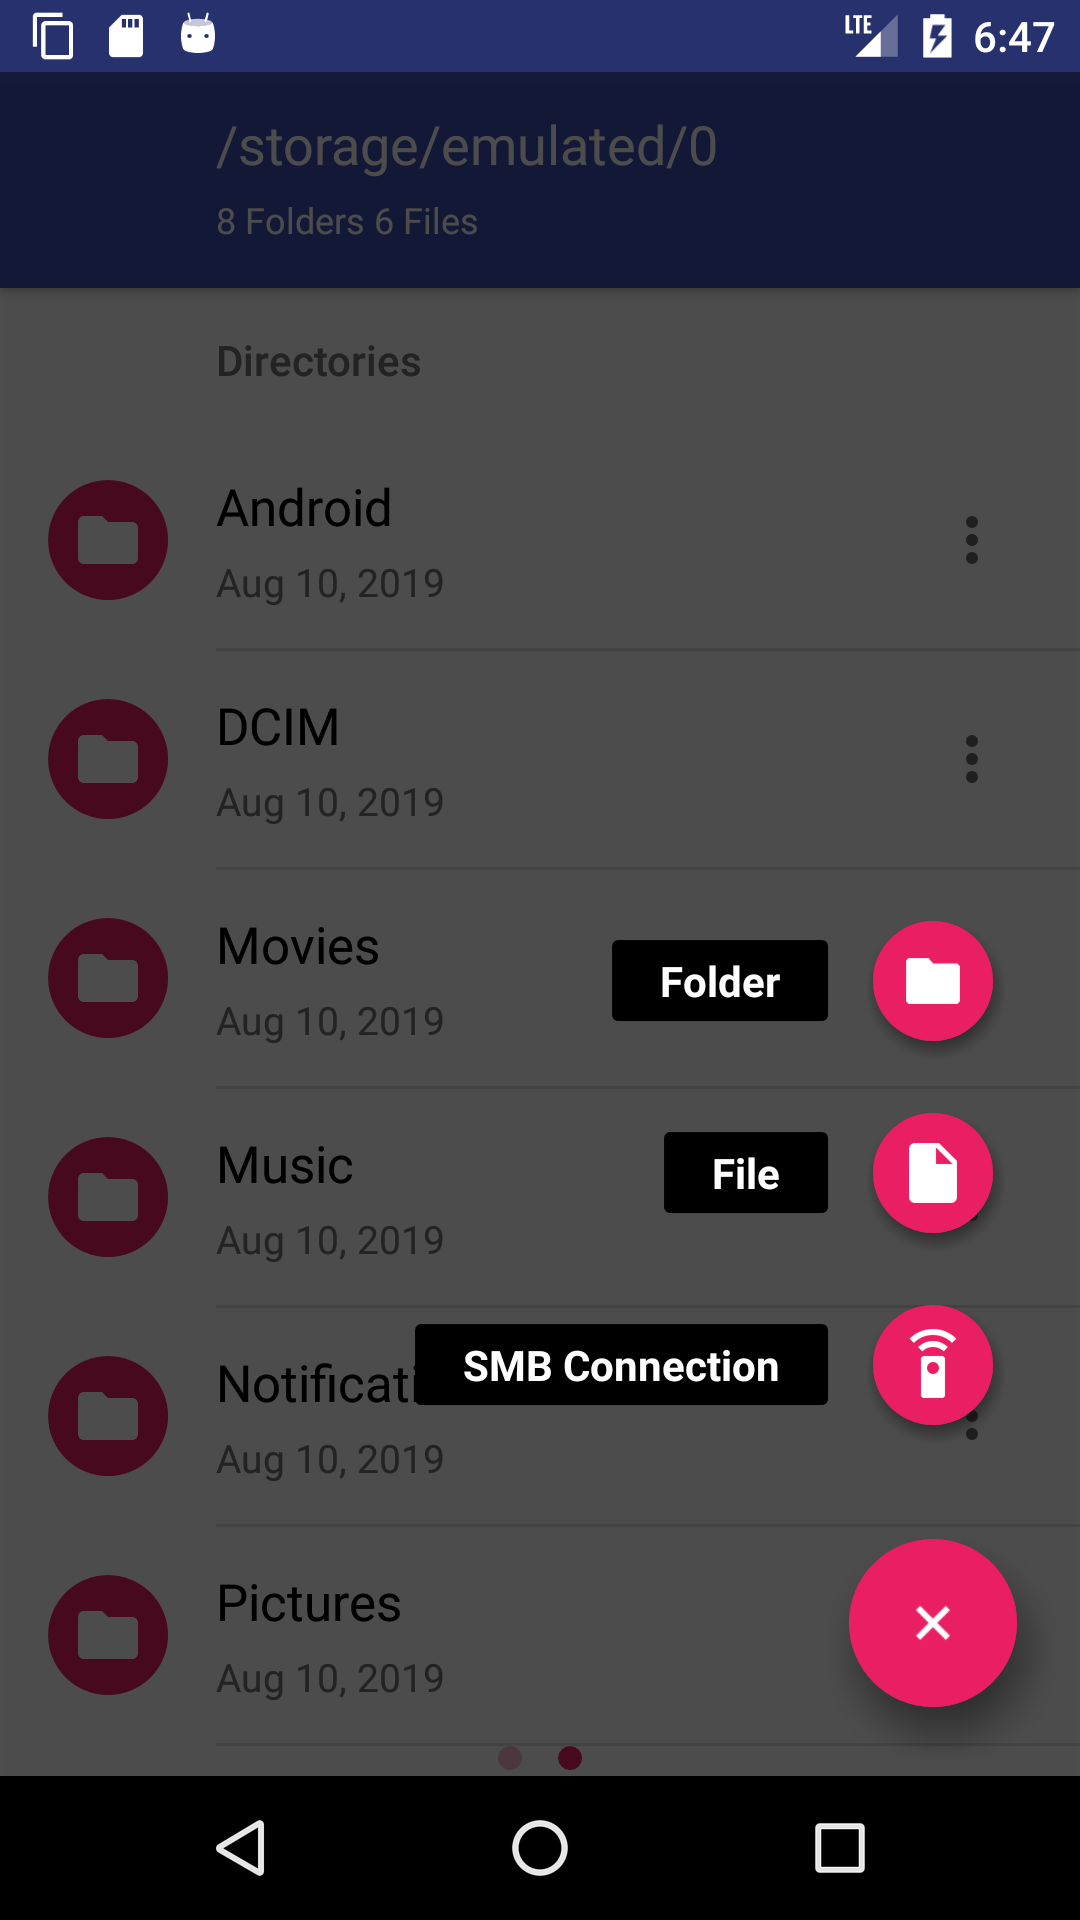 LTE 6:47
/storage/emulated/0
8 Folders 6 Files
Directories
Android
Aug 10, 2019
DCIM
Aug 10, 2019
Movies
Aug 10, 2019
Folder
Music
Aug 10, 2019
File
Notificati
Aug 10, 2019
SMB Connection
Pictures
Aug 10, 2019